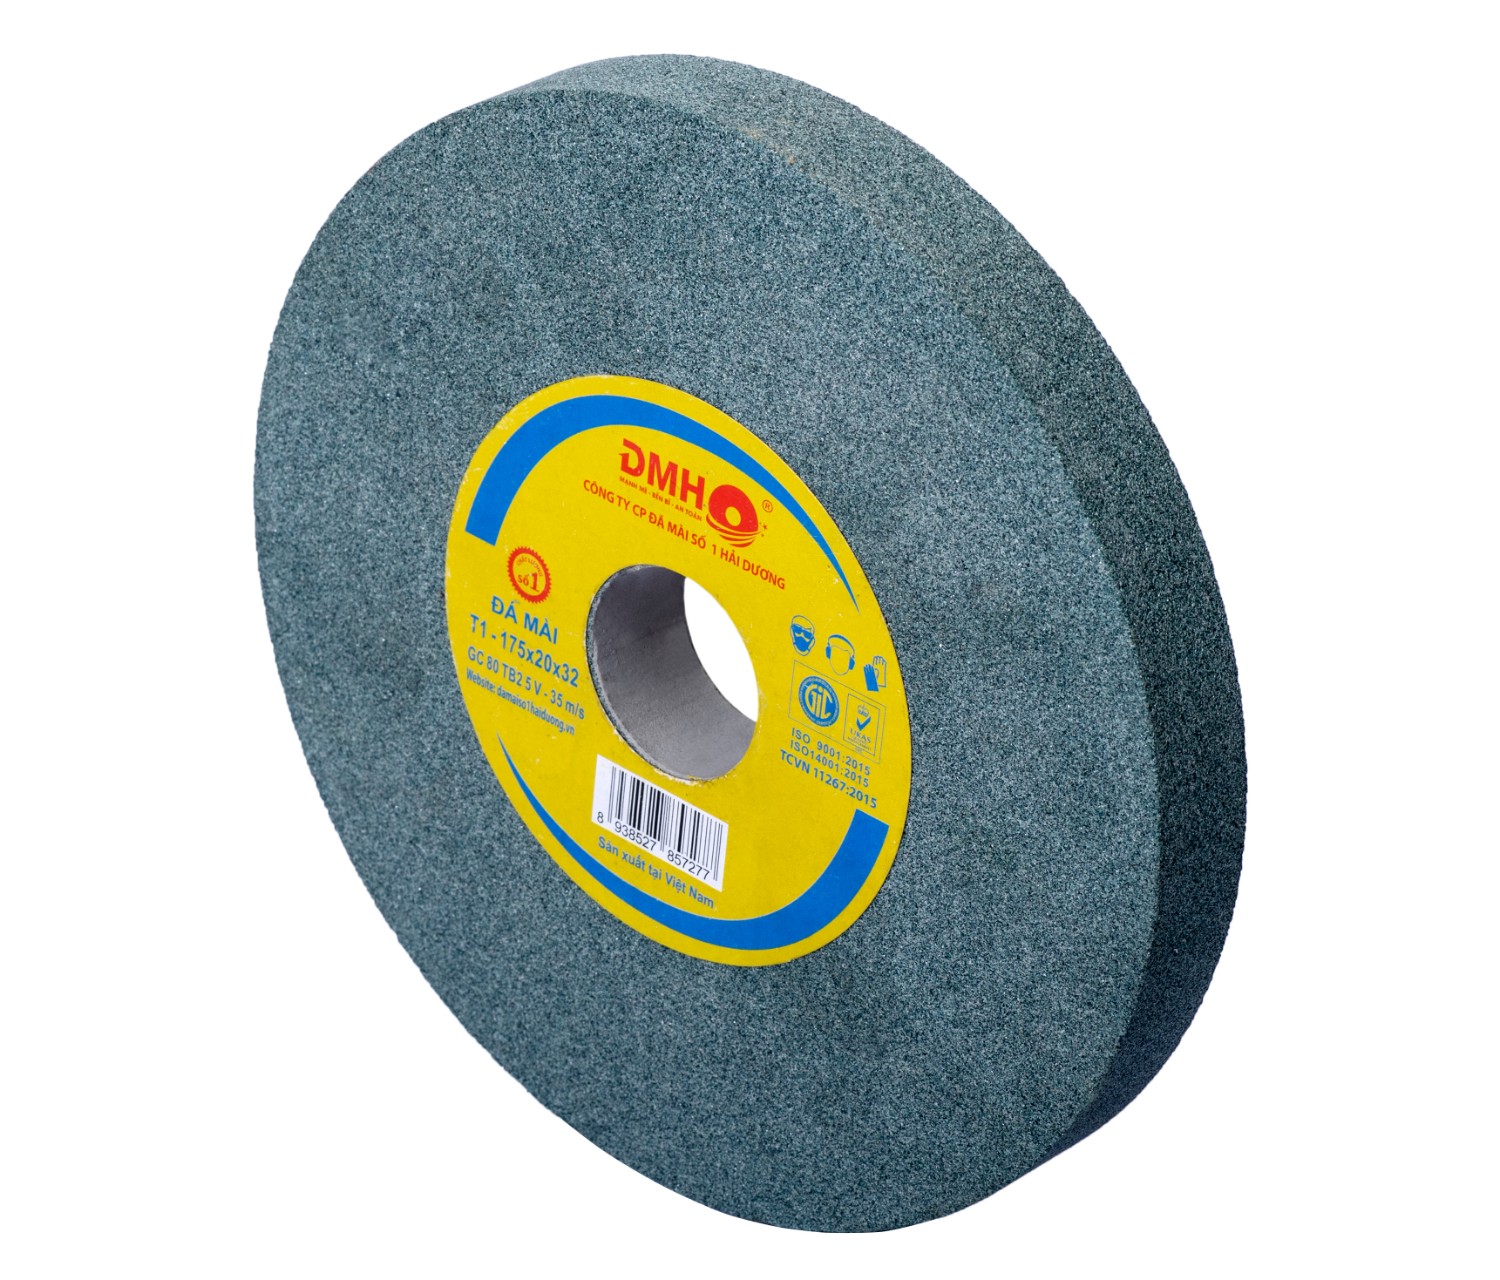 DMHD ®
MẠNH MẼ - BỀN BỈ - AN TOÀN
CÔNG TY CP ĐÁ MÀI SỐ 1 HẢI DƯƠNG
số 1
ĐÁ MÀI
T1 - 175x20x32
GC 80 TB2 5 V - 35 m/s
Website: damaiso1haiduong.vn
GIC
UKAS
ISO 9001:2015
ISO14001:2015
TCVN 11267:2015
8 938527 857277
Sản xuất tại Việt Nam